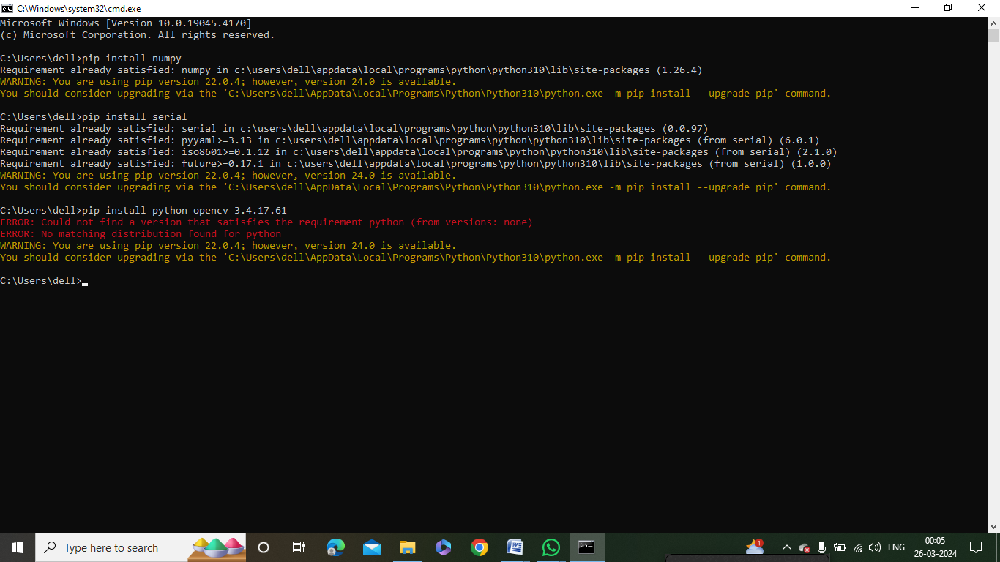 C:\Windows\system32\cmd.exe
Microsoft Windows [Version 10.0.19045.4170]
(c) Microsoft Corporation. All rights reserved.
C:\Users\dell>pip install numpy
Requirement already satisfied: numpy in c:\users\dell\appdata\local\programs\python\python310\lib\site-packages (1.26.4)
WARNING: You are using pip version 22.0.4; however, version 24.0 is available.
You should consider upgrading via the 'C:\Users\dell\AppData\Local\Programs\Python\Python310\python.exe -m pip install --upgrade pip' command.
C:\Users\dell>pip install serial
Requirement already satisfied: serial in c:\users\dell\appdata\local\programs\python\python310\lib\site-packages (0.0.97)
Requirement already satisfied: pyyaml>=3.13 in c:\users\dell\appdata\local\programs\python\python310\lib\site-packages (from serial) (6.0.1)
Requirement already satisfied: iso8601>=0.1.12 in c:\users\dell\appdata\local\programs\python\python310\lib\site-packages (from serial) (2.1.0)
Requirement already satisfied: future>=0.17.1 in c:\users\dell\appdata\local\programs\python\python310\lib\site-packages (from serial) (1.0.0)
WARNING: You are using pip version 22.0.4; however, version 24.0 is available.
You should consider upgrading via the 'C:\Users\dell\AppData\Local\Programs\Python\Python310\python.exe -m pip install --upgrade pip' command.
C:\Users\dell>pip install python opencv 3.4.17.61
ERROR: Could not find a version that satisfies the requirement python (from versions: none)
ERROR: No matching distribution found for python
WARNING: You are using pip version 22.0.4; however, version 24.0 is available.
You should consider upgrading via the 'C:\Users\dell\AppData\Local\Programs\Python\Python310\python.exe -m pip install --upgrade pip' command.
C:\Users\dell>
Type here to search
1
ENG
00:05
26-03-2024